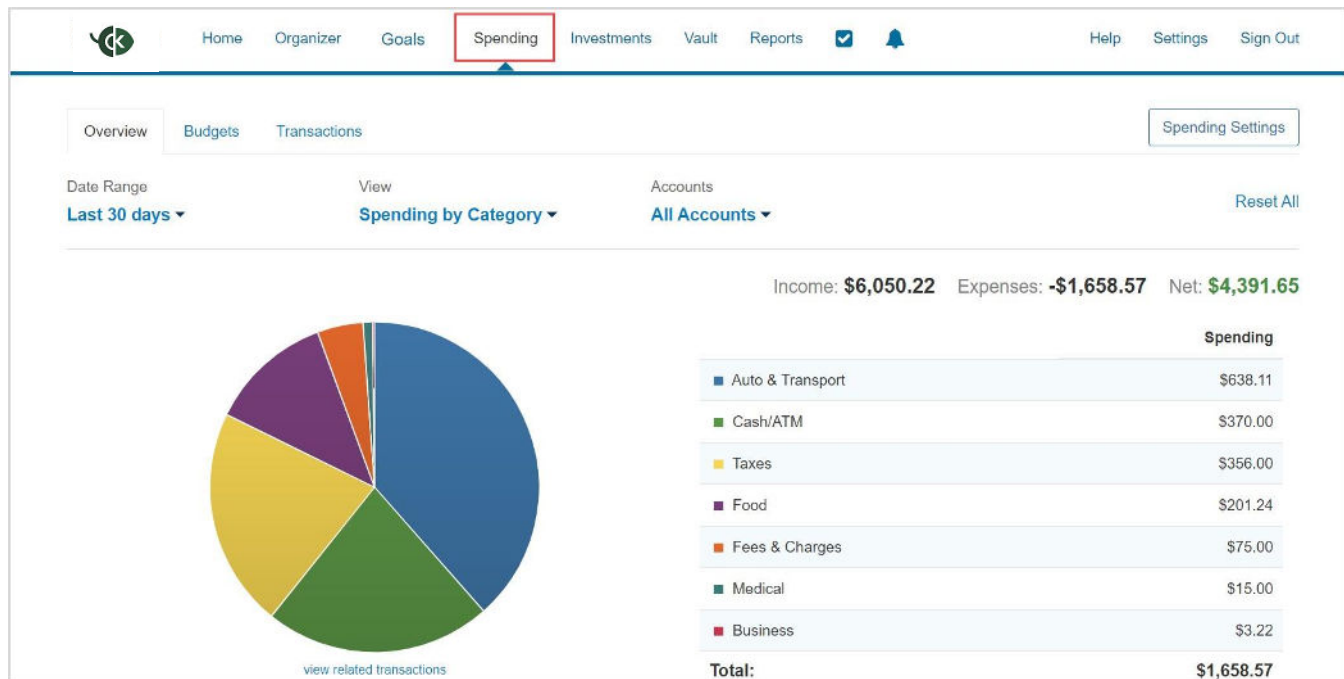 CK Home Organizer Goals Spending Investments Vault Reports Help Settings Sign Out
Overview Budgets Transactions Spending Settings
Date Range View Accounts
Last 30 days Spending by Category All Accounts Reset All
Income: $6,050.22 Expenses: -$1,658.57 Net: $4,391.65
Spending
Auto & Transport $638.11
Cash/ATM $370.00
Taxes $356.00
Food $201.24
Fees & Charges $75.00
Medical $15.00
Business $3.22
view related transactions Total: $1,658.57